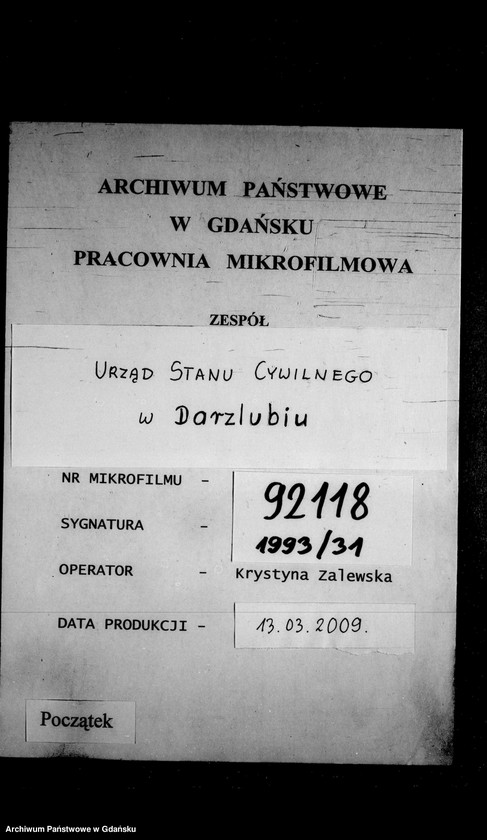 ARCHIWUM PAŃSTWOWE
W GDAŃSKU
PRACOWNIA MIKROFILMOWA
ZESPÓŁ
URZĄD STANU CYWILNEGO
w Darzlubiu
NR MIKROFILMU - 92118
SYGNATURA - 1993/31
OPERATOR - Krystyna Zalewska
DATA PRODUKCJI - 13.03.2009.
Początek
Archiwum Państwowe w Gdańsku